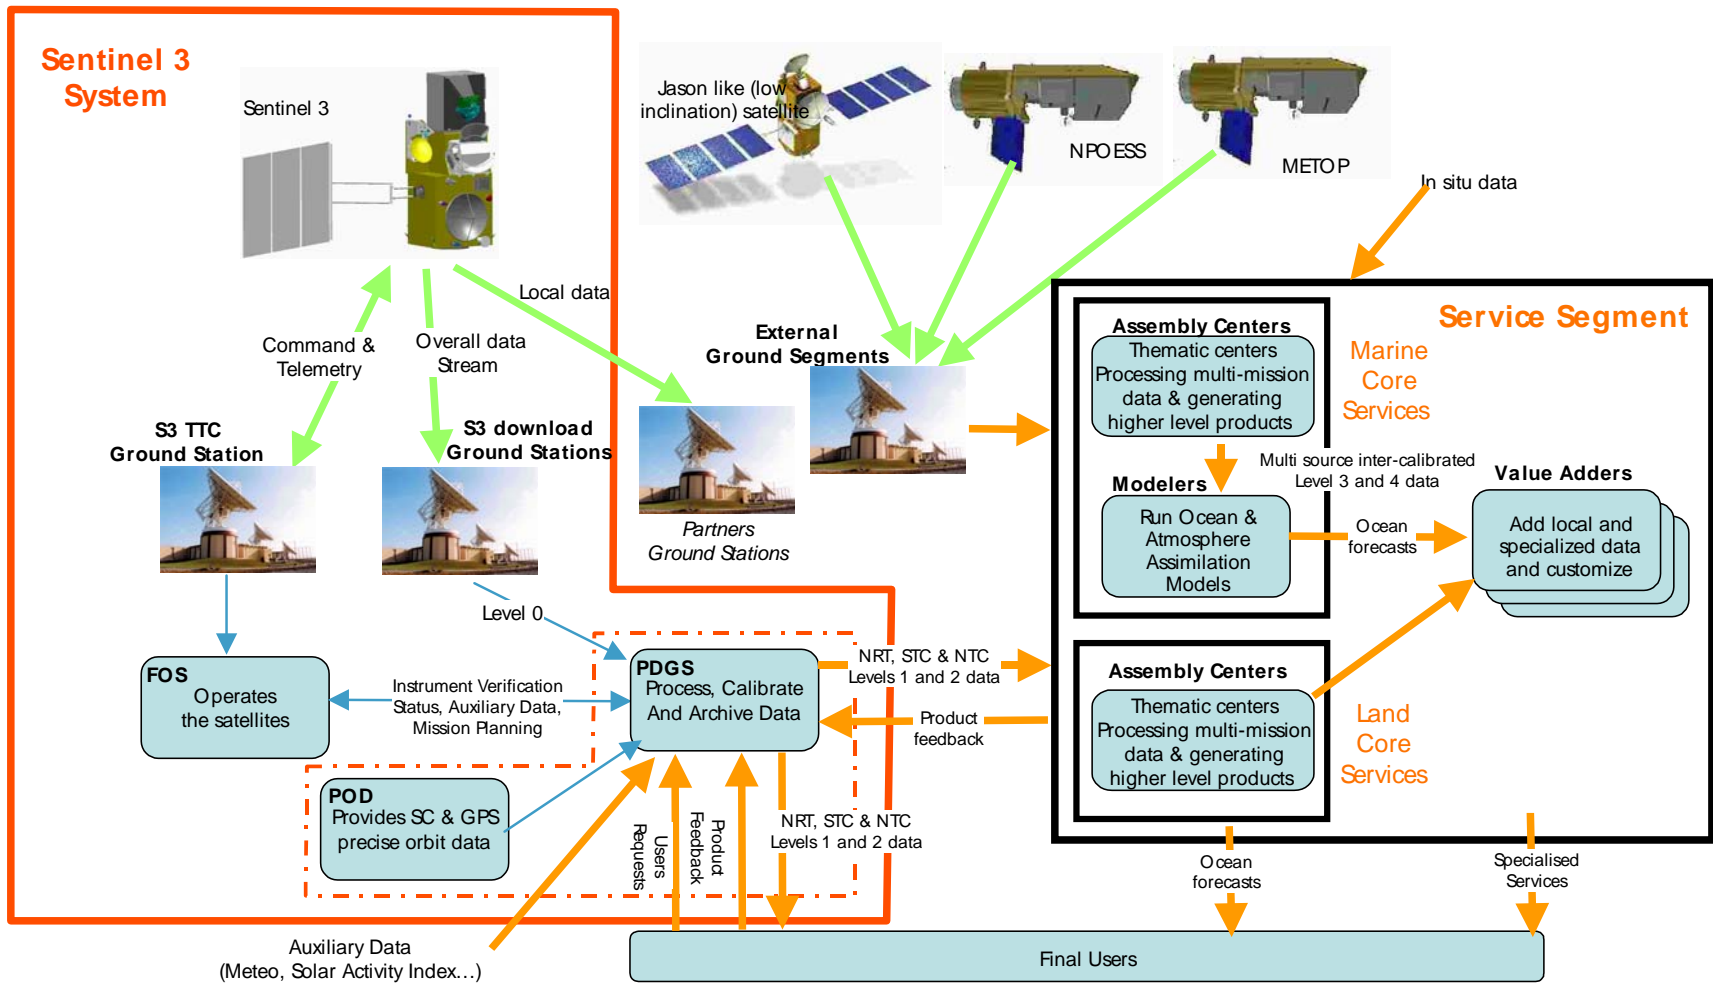 Sentinel 3
System
Sentinel 3
Jason like (low
inclination) satellite
NPOESS
METOP
In situ data
Local data
Command &
Telemetry
Overall data
Stream
External
Ground Segments
S3 TTC
Ground Station
S3 download
Ground Stations
Partners
Ground Stations
Service Segment
Assembly Centers
Thematic centers
Processing multi-mission
data & generating
higher level products
Marine
Core
Services
Multi source inter-calibrated
Level 3 and 4 data
Modelers
Run Ocean &
Atmosphere
Assimilation
Models
Ocean
forecasts
Value Adders
Add local and
specialized data
and customize
Level 0
FOS
Operates
the satellites
Instrument Verification
Status, Auxiliary Data,
Mission Planning
PDGS
Process, Calibrate
And Archive Data
NRT, STC & NTC
Levels 1 and 2 data
Product
feedback
Assembly Centers
Thematic centers
Processing multi-mission
data & generating
higher level products
Land
Core
Services
POD
Provides SC & GPS
precise orbit data
Users
Requests
Product
Feedback
NRT, STC & NTC
Levels 1 and 2 data
Ocean
forecasts
Specialised
Services
Auxiliary Data
(Meteo, Solar Activity Index…)
Final Users